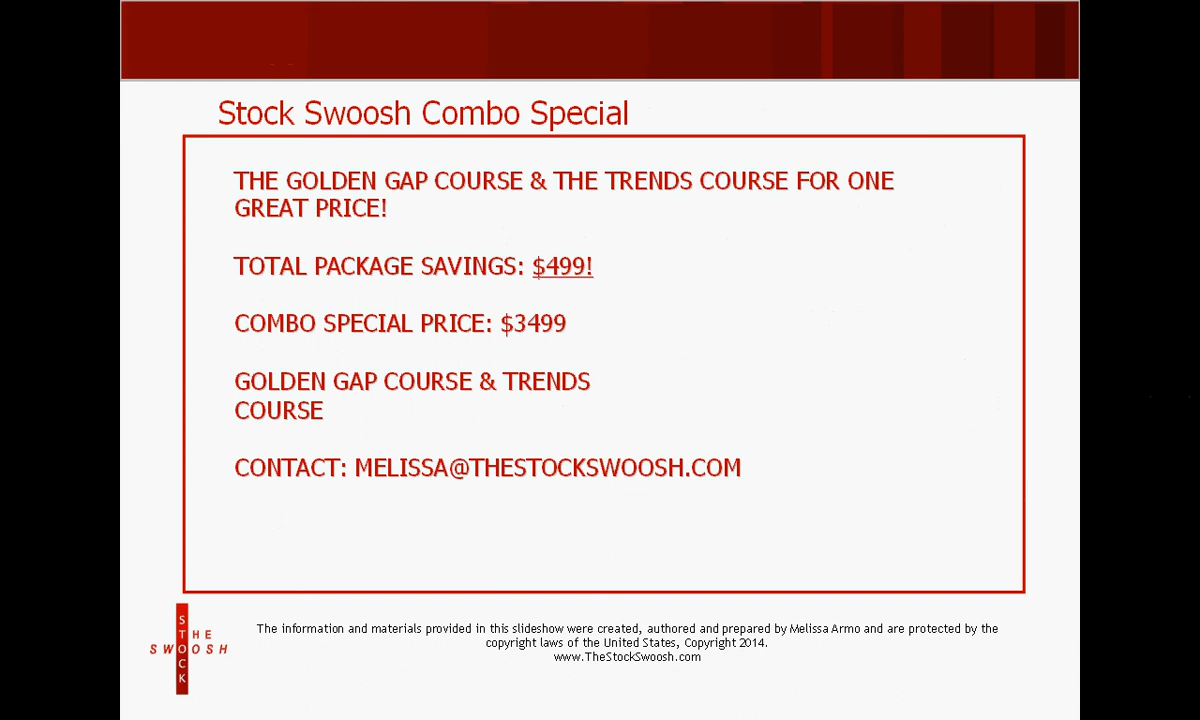 Stock Swoosh Combo Special
THE GOLDEN GAP COURSE & THE TRENDS COURSE FOR ONE
GREAT PRICE!
TOTAL PACKAGE SAVINGS: $499!
COMBO SPECIAL PRICE: $3499
GOLDEN GAP COURSE & TRENDS
COURSE
CONTACT: MELISSA@THESTOCKSWOOSH.COM
THE
STOCK
SWOOSH
The information and materials provided in this slideshow were created, authored and prepared by Melissa Armo and are protected by the
copyright laws of the United States, Copyright 2014.
www.TheStockSwoosh.com